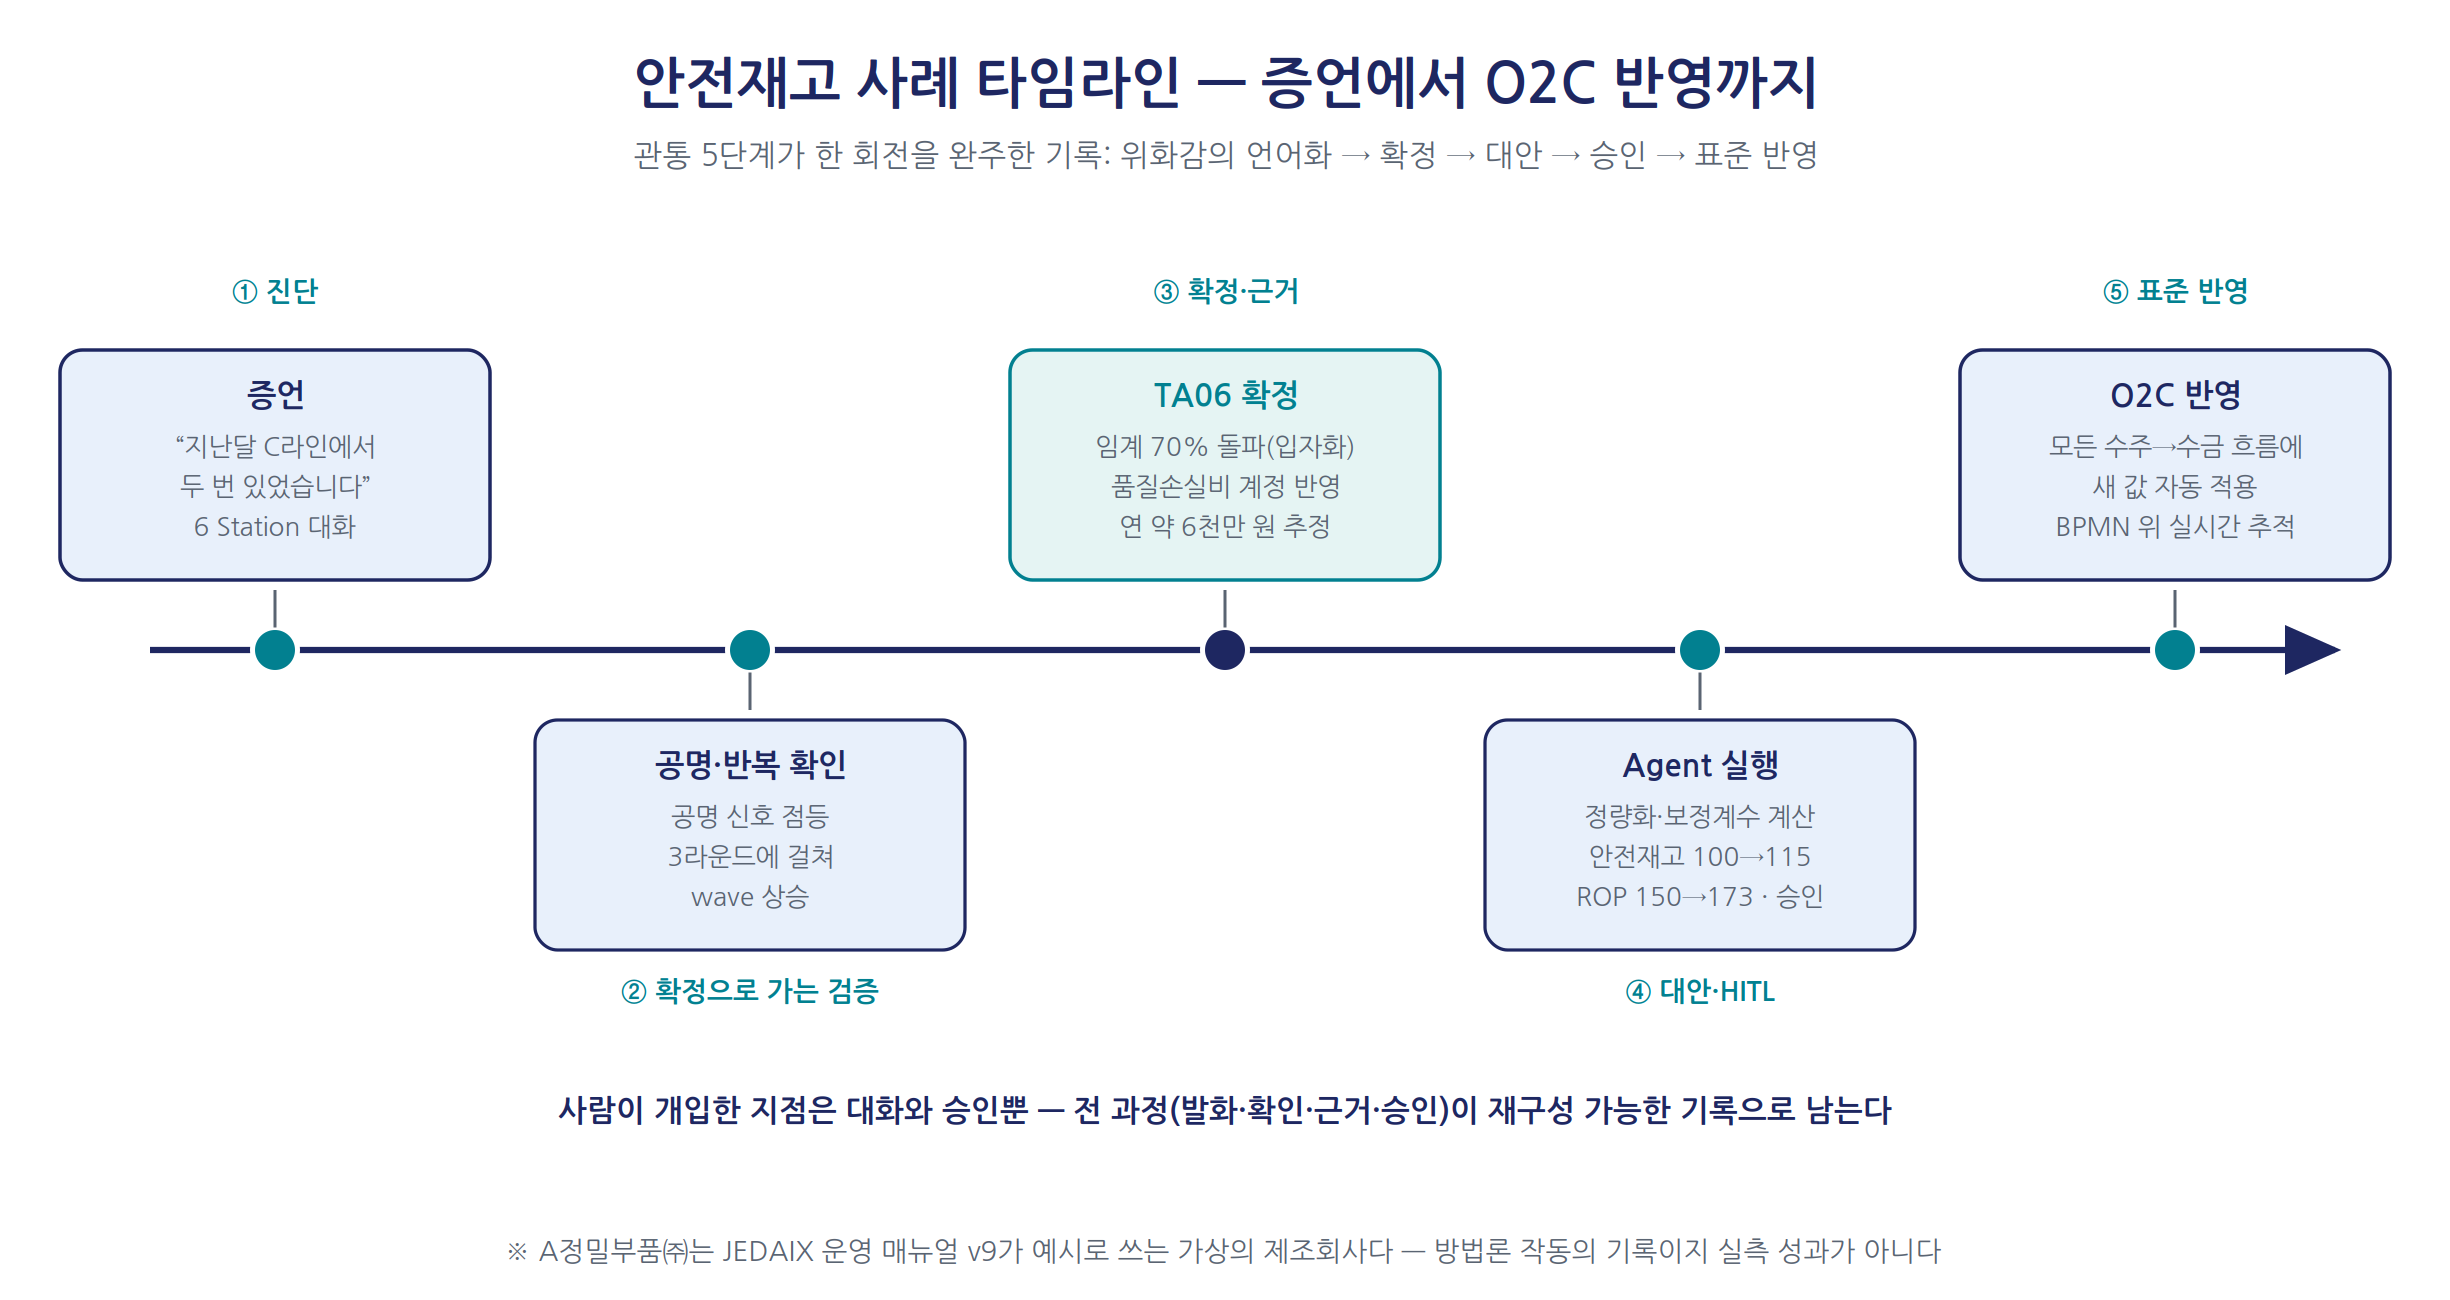 안전재고 사례 타임라인 — 증언에서 O2C 반영까지
관통 5단계가 한 회전을 완주한 기록: 위화감의 언어화 → 확정 → 대안 → 승인 → 표준 반영
① 진단
증언
“지난달 C라인에서
두 번 있었습니다”
6 Station 대화
공명·반복 확인
공명 신호 점등
3라운드에 걸쳐
wave 상승
② 확정으로 가는 검증
③ 확정·근거
TA06 확정
임계 70% 돌파(입자화)
품질손실비 계정 반영
연 약 6천만 원 추정
Agent 실행
정량화·보정계수 계산
안전재고 100→115
ROP 150→173 · 승인
④ 대안·HITL
⑤ 표준 반영
O2C 반영
모든 수주→수금 흐름에
새 값 자동 적용
BPMN 위 실시간 추적
사람이 개입한 지점은 대화와 승인뿐 — 전 과정(발화·확인·근거·승인)이 재구성 가능한 기록으로 남는다
※ A정밀부품㈜는 JEDAIX 운영 매뉴얼 v9가 예시로 쓰는 가상의 제조회사다 — 방법론 작동의 기록이지 실측 성과가 아니다